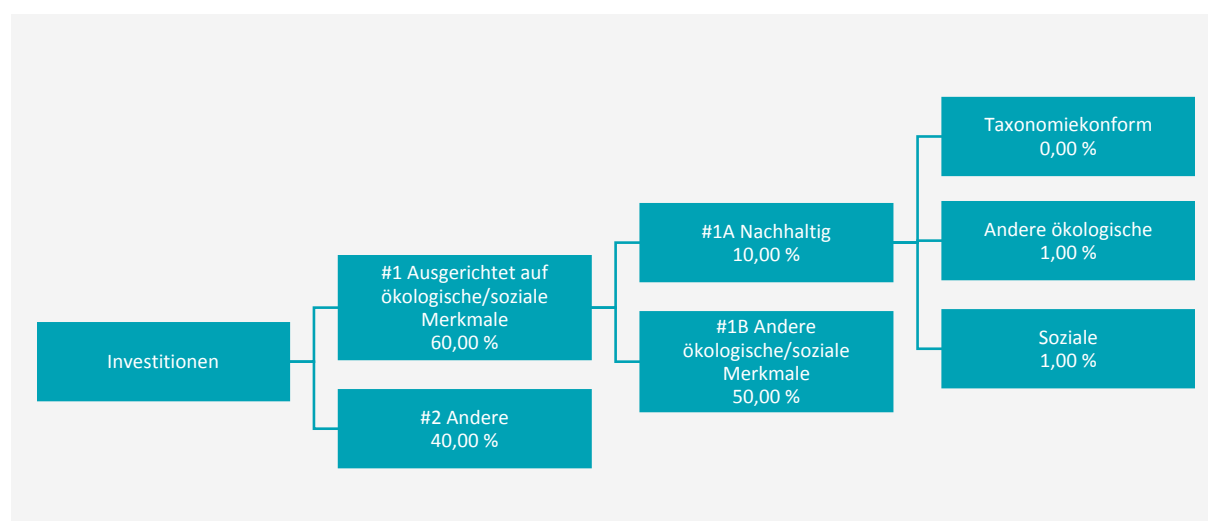 Investitionen
#1 Ausgerichtet auf
ökologische/soziale
Merkmale
60,00 %
#2 Andere
40,00 %
#1A Nachhaltig
10,00 %
#1B Andere
ökologische/soziale
Merkmale
50,00 %
Taxonomiekonform
0,00 %
Andere ökologische
1,00 %
Soziale
1,00 %